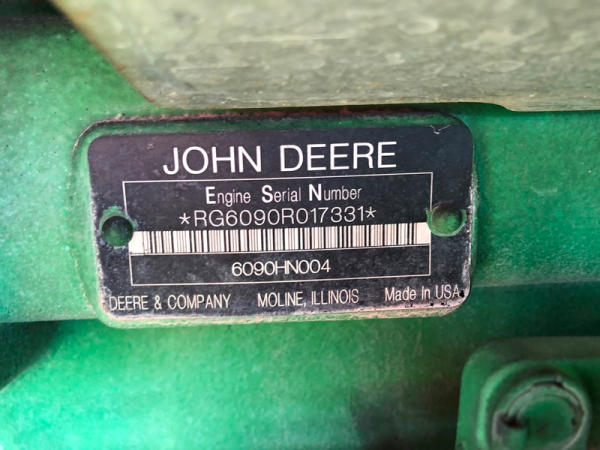 JOHN DEERE
Engine Serial Number
*RG6090R017331*
6090HN004
DEERE & COMPANY MOLINE, ILLINOIS Made In USA